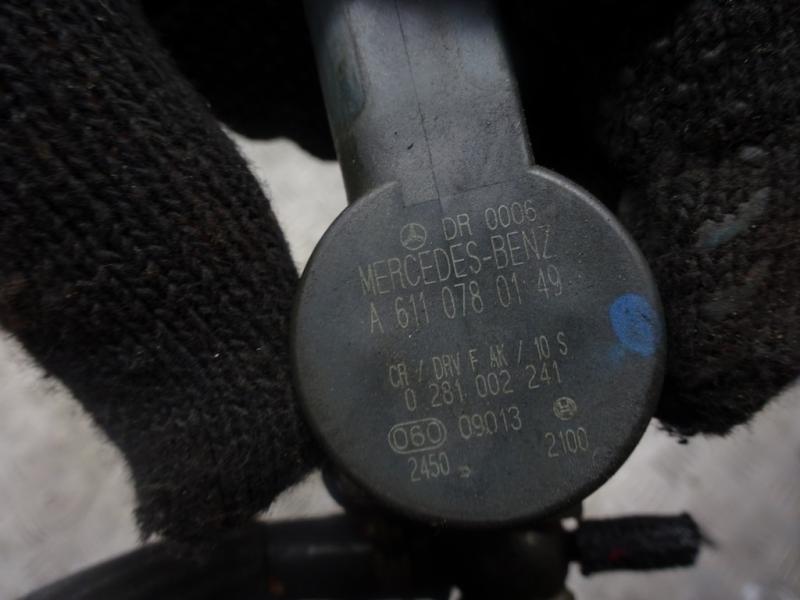 DR 0006
MERCEDES-BENZ
A 611 078 01 49
CR / DRV F AK / 10 S
0 281 002 241
060 09013
2450 2100